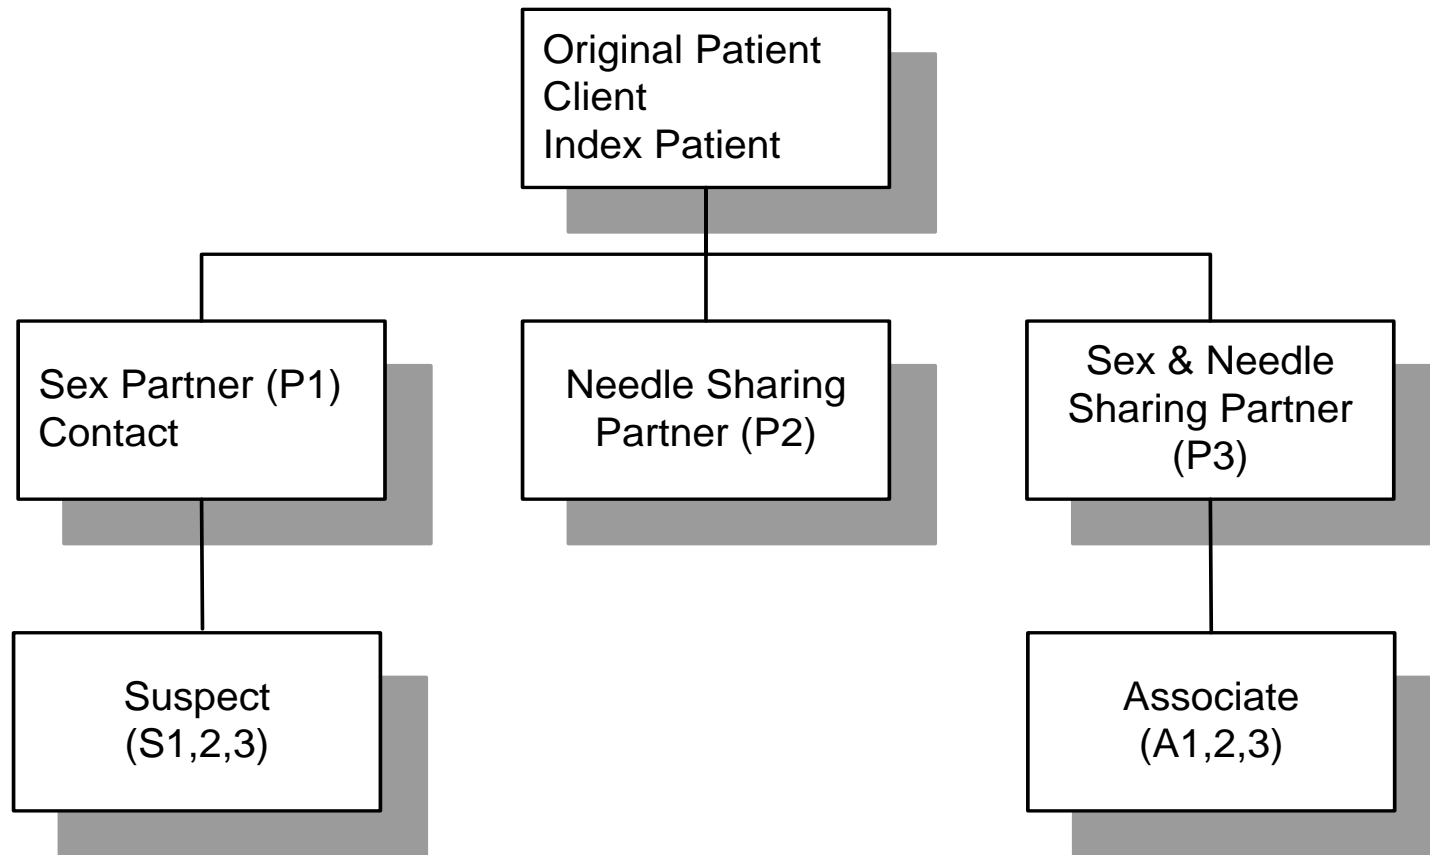 Original Patient
Client
Index Patient
Sex Partner (P1)
Contact
Needle Sharing
Partner (P2)
Sex & Needle
Sharing Partner
(P3)
Suspect
(S1,2,3)
Associate
(A1,2,3)